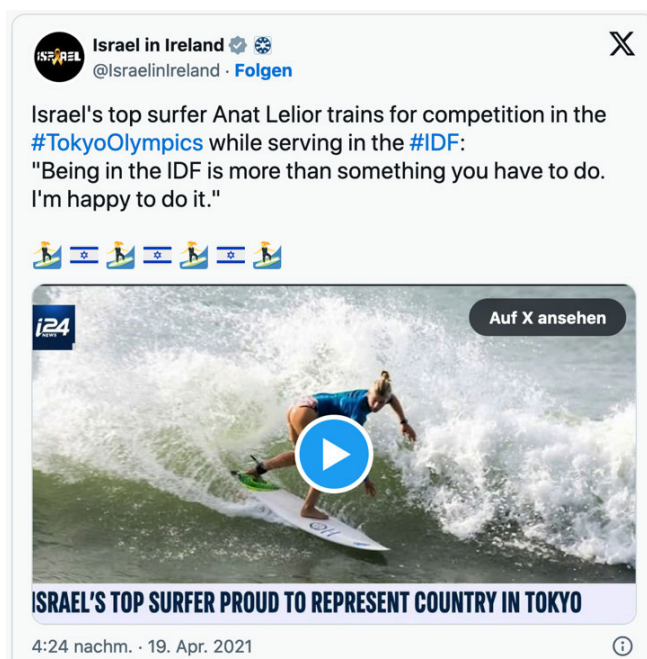 ISRAEL
Israel in Ireland
@IsraelinIreland · Folgen
X
Israel's top surfer Anat Lelior trains for competition in the
#TokyoOlympics while serving in the #IDF:
"Being in the IDF is more than something you have to do.
I'm happy to do it."
i24
NEWS
Auf X ansehen
ISRAEL'S TOP SURFER PROUD TO REPRESENT COUNTRY IN TOKYO
4:24 nachm. · 19. Apr. 2021